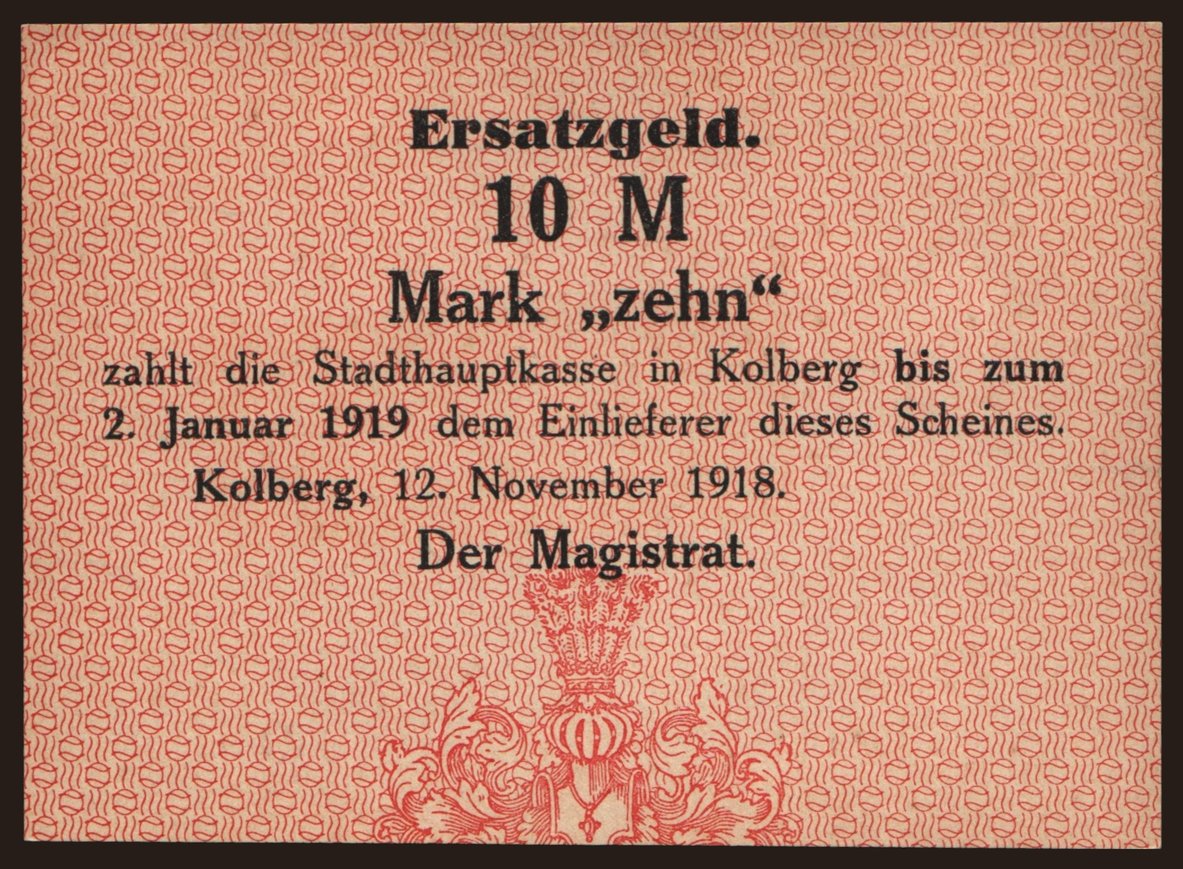 Ersatzgeld.
10 M
Mark „zehn“
zahlt die Stadthauptkasse in Kolberg bis zum
2. Januar 1919 dem Einlieferer dieses Scheines.
Kolberg, 12. November 1918.
Der Magistrat.